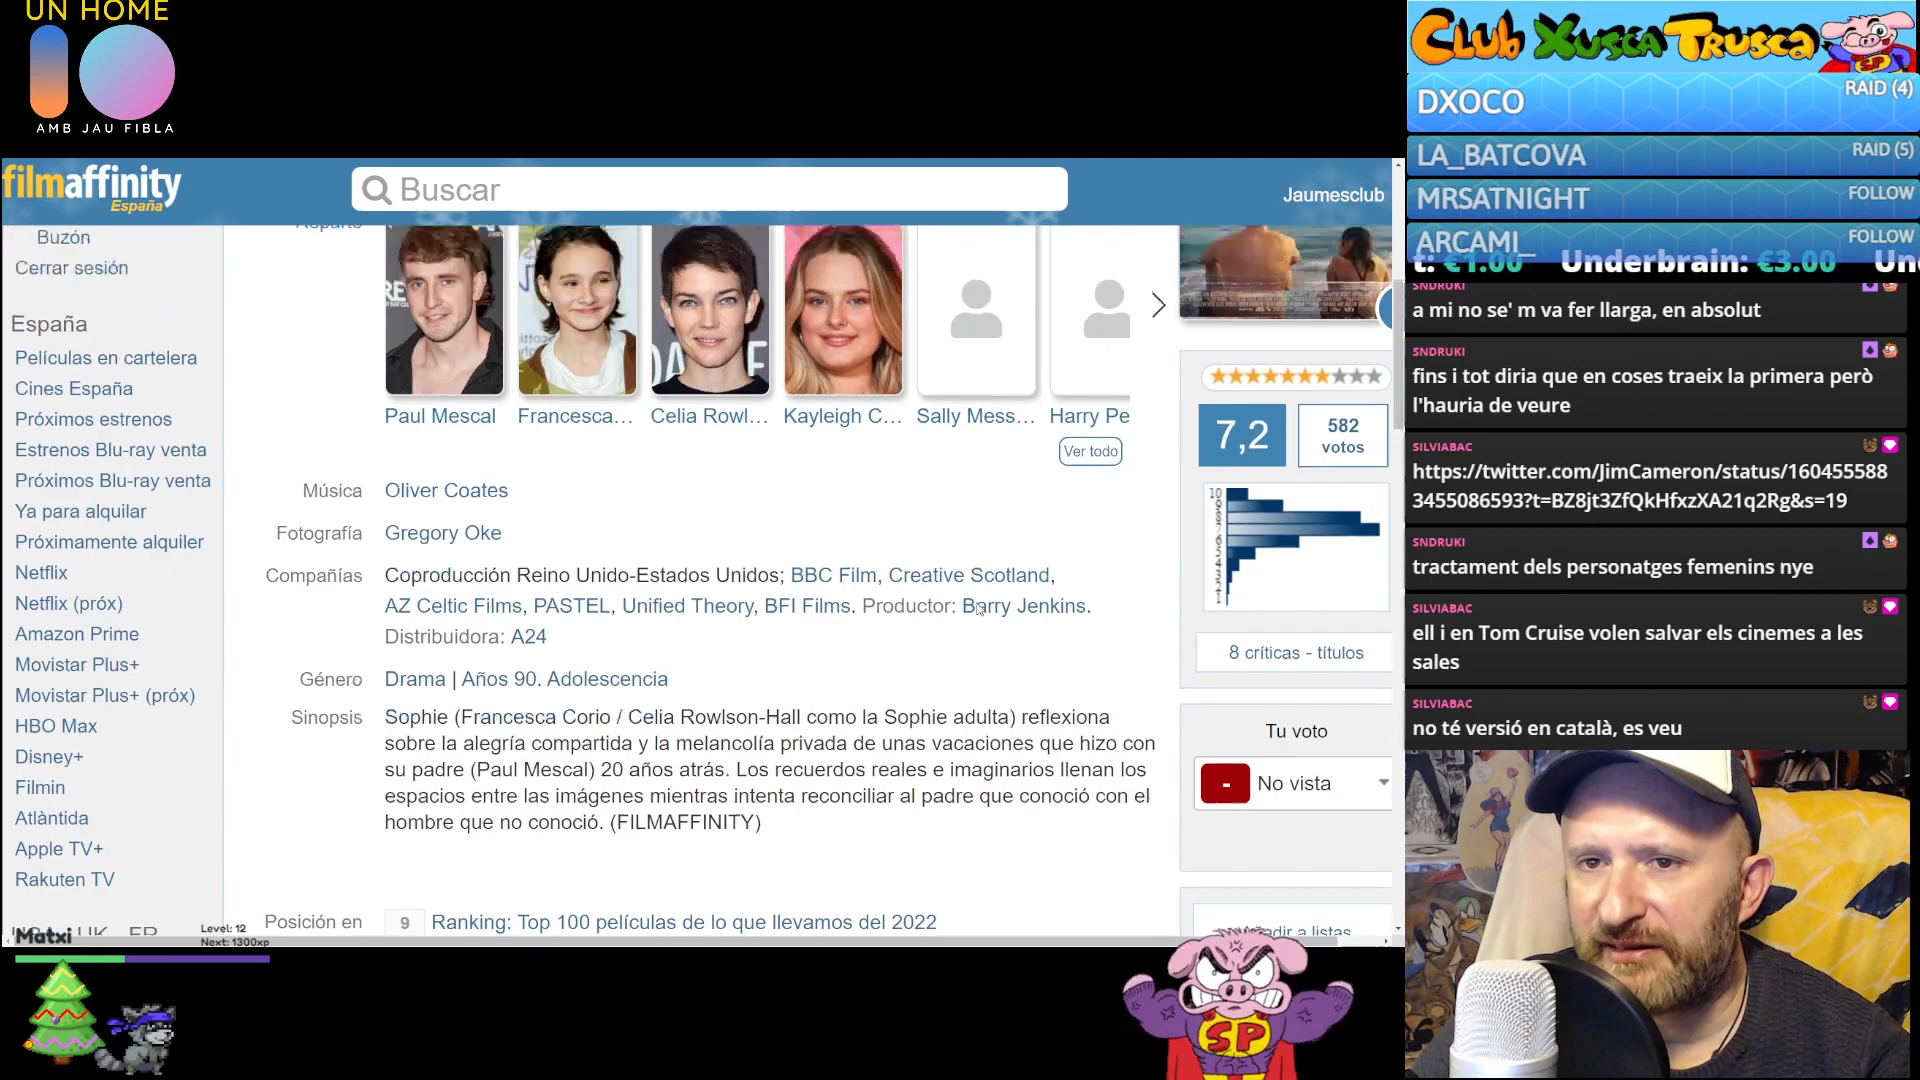 UN HOME
10
AMB JAU FIBLA
filmaffinity
España
Buscar
Jaumesclub
Buzón
Cerrar sesión
España
Películas en cartelera
Cines España
Próximos estrenos
Estrenos Blu-ray venta
Próximos Blu-ray venta
Ya para alquilar
Próximamente alquiler
Netflix
Netflix (próx)
Amazon Prime
Movistar Plus+
Movistar Plus+ (próx)
HBO Max
Disney+
Filmin
Atlàntida
Apple TV+
Rakuten TV
UK FR
Reparto
Paul Mescal
Francesca...
Celia Rowl...
Kayleigh C...
Sally Mess...
Harry Pe
Ver todo
Música
Oliver Coates
Fotografía
Gregory Oke
Compañías
Coproducción Reino Unido-Estados Unidos; BBC Film, Creative Scotland,
AZ Celtic Films, PASTEL, Unified Theory, BFI Films. Productor: Barry Jenkins.
Distribuidora: A24
Género
Drama | Años 90. Adolescencia
Sinopsis
Sophie (Francesca Corio / Celia Rowlson-Hall como la Sophie adulta) reflexiona
sobre la alegría compartida y la melancolía privada de unas vacaciones que hizo con
su padre (Paul Mescal) 20 años atrás. Los recuerdos reales e imaginarios llenan los
espacios entre las imágenes mientras intenta reconciliar al padre que conoció con el
hombre que no conoció. (FILMAFFINITY)
Posición en
9
Ranking: Top 100 películas de lo que llevamos del 2022
7,2
582
votos
8 críticas - títulos
Tu voto
- No vista
Añadir a listas
Matxi
Level: 12
Next: 1300xp
SP
CLUB XUSCA TRUSCA
SP
DXOCO
RAID (4)
LA_BATCOVA
RAID (5)
MRSATNIGHT
FOLLOW
ARCAMI_
FOLLOW
t: €1.00 Underbrain: €3.00 Un
SNDRUKI
a mi no se' m va fer llarga, en absolut
SNDRUKI
fins i tot diria que en coses traeix la primera però
l'hauria de veure
SILVIABAC
https://twitter.com/JimCameron/status/160455588
3455086593?t=BZ8jt3ZfQkHfxzXA21q2Rg&s=19
SNDRUKI
tractament dels personatges femenins nye
SILVIABAC
ell i en Tom Cruise volen salvar els cinemes a les
sales
SILVIABAC
no té versió en català, es veu